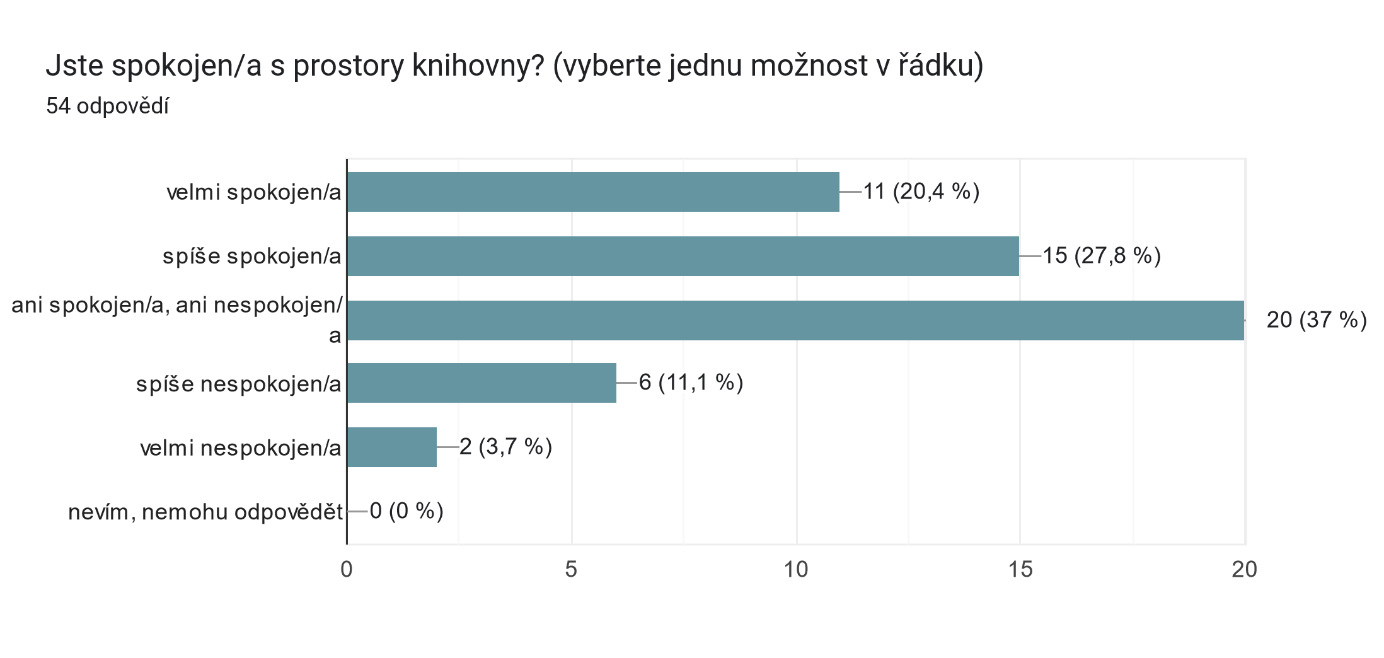 Jste spokojen/a s prostory knihovny? (vyberte jednu možnost v řádku)
54 odpovědí
velmi spokojen/a
11 (20,4 %)
spíše spokojen/a
15 (27,8 %)
ani spokojen/a, ani nespokojen/
a
20 (37 %)
spíše nespokojen/a
6 (11,1 %)
velmi nespokojen/a
2 (3,7 %)
nevím, nemohu odpovědět
0 (0 %)
0 5 10 15 20